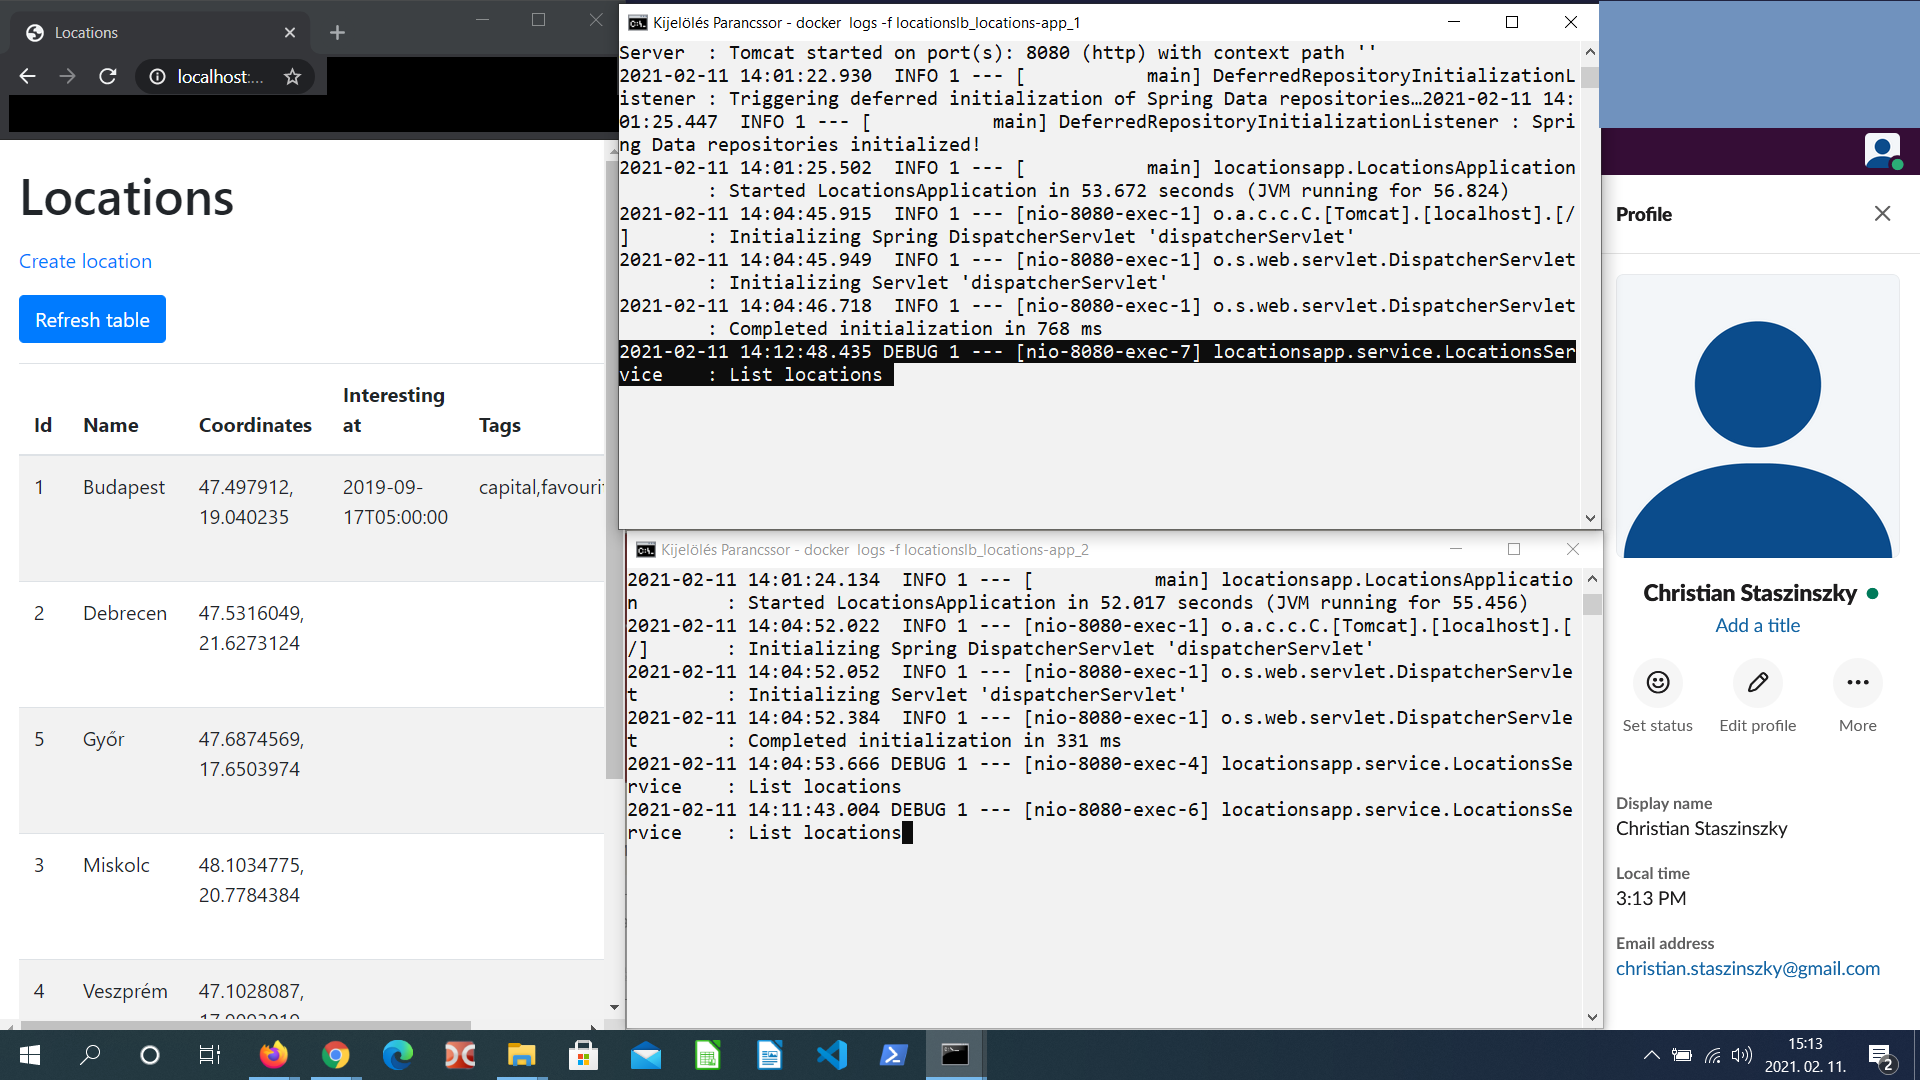 Locations
localhost:...
Locations
Create location
Refresh table
Id Name Coordinates Interesting at Tags
1 Budapest 47.497912, 19.040235 2019-09-17T05:00:00 capital,favouri
2 Debrecen 47.5316049, 21.6273124
5 Győr 47.6874569, 17.6503974
3 Miskolc 48.1034775, 20.7784384
4 Veszprém 47.1028087,
Kijelölés Parancssor - docker  logs -f locationslb_locations-app_1
Server  : Tomcat started on port(s): 8080 (http) with context path ''
2021-02-11 14:01:22.930  INFO 1 --- [           main] DeferredRepositoryInitializationL
istener : Triggering deferred initialization of Spring Data repositories…2021-02-11 14:
01:25.447  INFO 1 --- [           main] DeferredRepositoryInitializationListener : Spri
ng Data repositories initialized!
2021-02-11 14:01:25.502  INFO 1 --- [           main] locationsapp.LocationsApplication
        : Started LocationsApplication in 53.672 seconds (JVM running for 56.824)
2021-02-11 14:04:45.915  INFO 1 --- [nio-8080-exec-1] o.a.c.c.C.[Tomcat].[localhost].[/
]       : Initializing Spring DispatcherServlet 'dispatcherServlet'
2021-02-11 14:04:45.949  INFO 1 --- [nio-8080-exec-1] o.s.web.servlet.DispatcherServlet
        : Initializing Servlet 'dispatcherServlet'
2021-02-11 14:04:46.718  INFO 1 --- [nio-8080-exec-1] o.s.web.servlet.DispatcherServlet
        : Completed initialization in 768 ms
2021-02-11 14:12:48.435 DEBUG 1 --- [nio-8080-exec-7] locationsapp.service.LocationsSer
vice    : List locations
Kijelölés Parancssor - docker  logs -f locationslb_locations-app_2
2021-02-11 14:01:24.134  INFO 1 --- [           main] locationsapp.LocationsApplicatio
n        : Started LocationsApplication in 52.017 seconds (JVM running for 55.456)
2021-02-11 14:04:52.022  INFO 1 --- [nio-8080-exec-1] o.a.c.c.C.[Tomcat].[localhost].[
/]       : Initializing Spring DispatcherServlet 'dispatcherServlet'
2021-02-11 14:04:52.052  INFO 1 --- [nio-8080-exec-1] o.s.web.servlet.DispatcherServle
t        : Initializing Servlet 'dispatcherServlet'
2021-02-11 14:04:52.384  INFO 1 --- [nio-8080-exec-1] o.s.web.servlet.DispatcherServle
t        : Completed initialization in 331 ms
2021-02-11 14:04:53.666 DEBUG 1 --- [nio-8080-exec-4] locationsapp.service.LocationsSe
rvice    : List locations
2021-02-11 14:11:43.004 DEBUG 1 --- [nio-8080-exec-6] locationsapp.service.LocationsSe
rvice    : List locations
Profile
Christian Staszinszky
Add a title
Set status Edit profile More
Display name
Christian Staszinszky
Local time
3:13 PM
Email address
christian.staszinszky@gmail.com
15:13
2021. 02. 11.
2